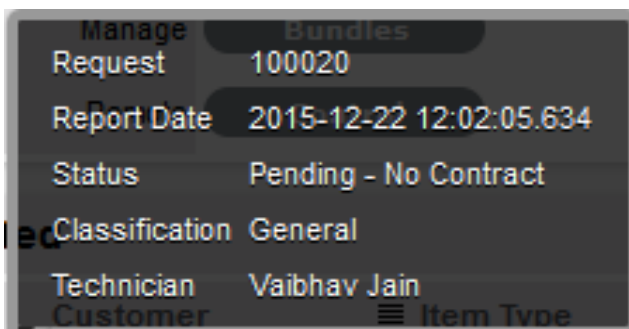 Manage Bundles
Request 100020
Report Date 2015-12-22 12:02:05.634
Status Pending - No Contract
Classification General
Technician Vaibhav Jain
Customer Item Type